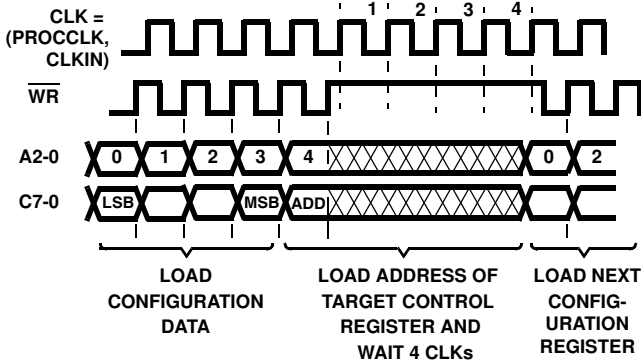 CLK =
(PROCCLK,
CLKIN)
1 2 3 4
WR
A2-0 0 1 2 3 4 0 2
C7-0 LSB MSB ADD
LOAD
CONFIGURATION
DATA
LOAD ADDRESS OF
TARGET CONTROL
REGISTER AND
WAIT 4 CLKs
LOAD NEXT
CONFIG-
URATION
REGISTER